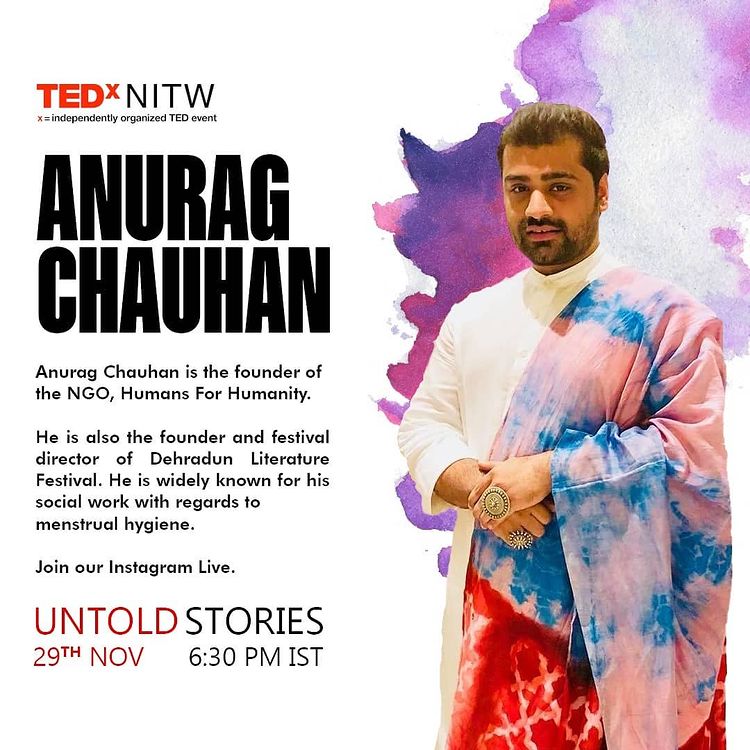 TEDx NITW
x = independently organized TED event
ANURAG
CHAUHAN
Anurag Chauhan is the founder of
the NGO, Humans For Humanity.
He is also the founder and festival
director of Dehradun Literature
Festival. He is widely known for his
social work with regards to
menstrual hygiene.
Join our Instagram Live.
UNTOLD STORIES
29TH NOV 6:30 PM IST